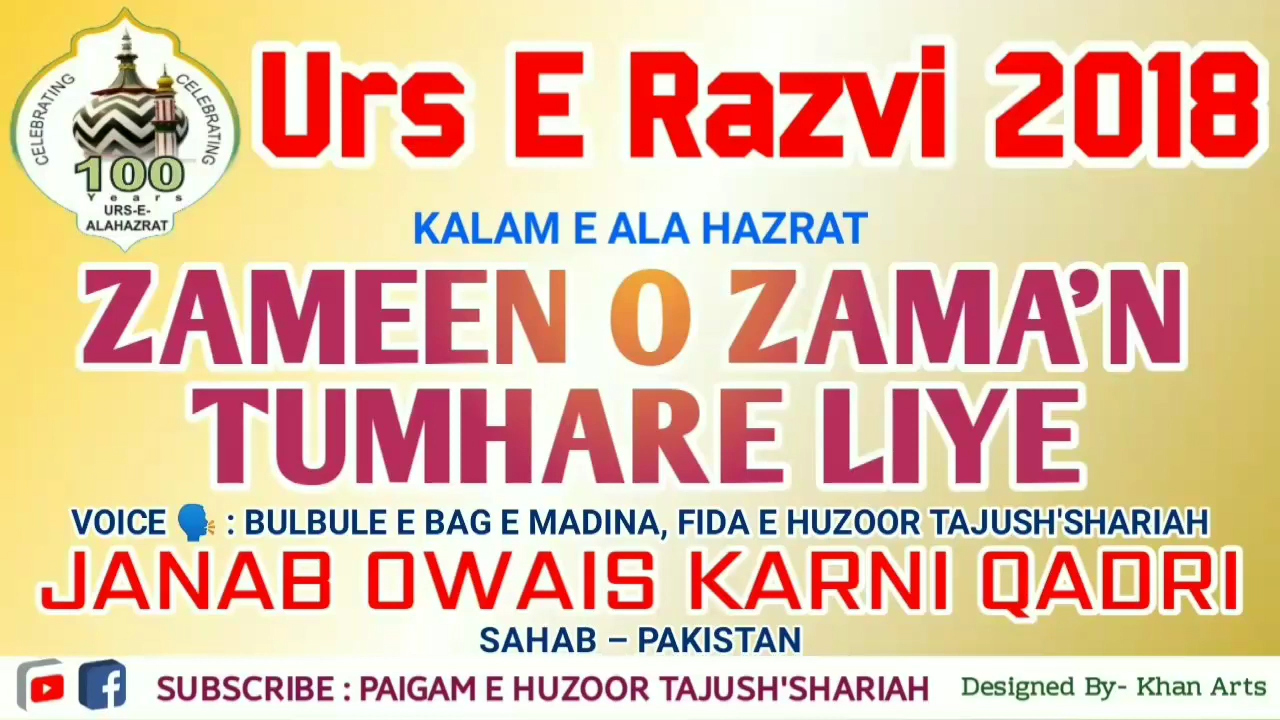 CELEBRATING
CELEBRATING
100
Years
URS-E-
ALAHAZRAT
Urs E Razvi 2018
KALAM E ALA HAZRAT
ZAMEEN O ZAMA'N
TUMHARE LIYE
VOICE 🗣 : BULBULE E BAG E MADINA, FIDA E HUZOOR TAJUSH'SHARIAH
JANAB OWAIS KARNI QADRI
SAHAB – PAKISTAN
SUBSCRIBE : PAIGAM E HUZOOR TAJUSH'SHARIAH
Designed By- Khan Arts